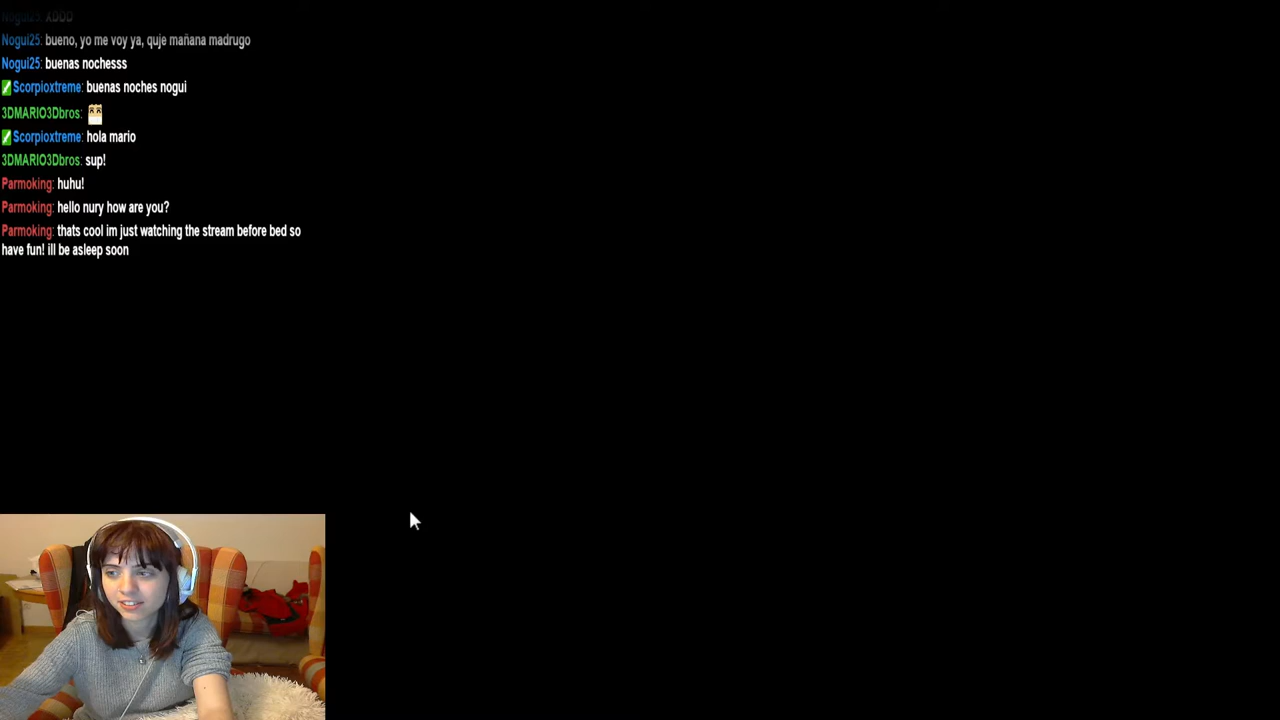 Nogui25: XDDD
Nogui25: bueno, yo me voy ya, quje mañana madrugo
Nogui25: buenas nochesss
Scorpioxtreme: buenas noches nogui
3DMARIO3Dbros:
Scorpioxtreme: hola mario
3DMARIO3Dbros: sup!
Parmoking: huhu!
Parmoking: hello nury how are you?
Parmoking: thats cool im just watching the stream before bed so
have fun! ill be asleep soon